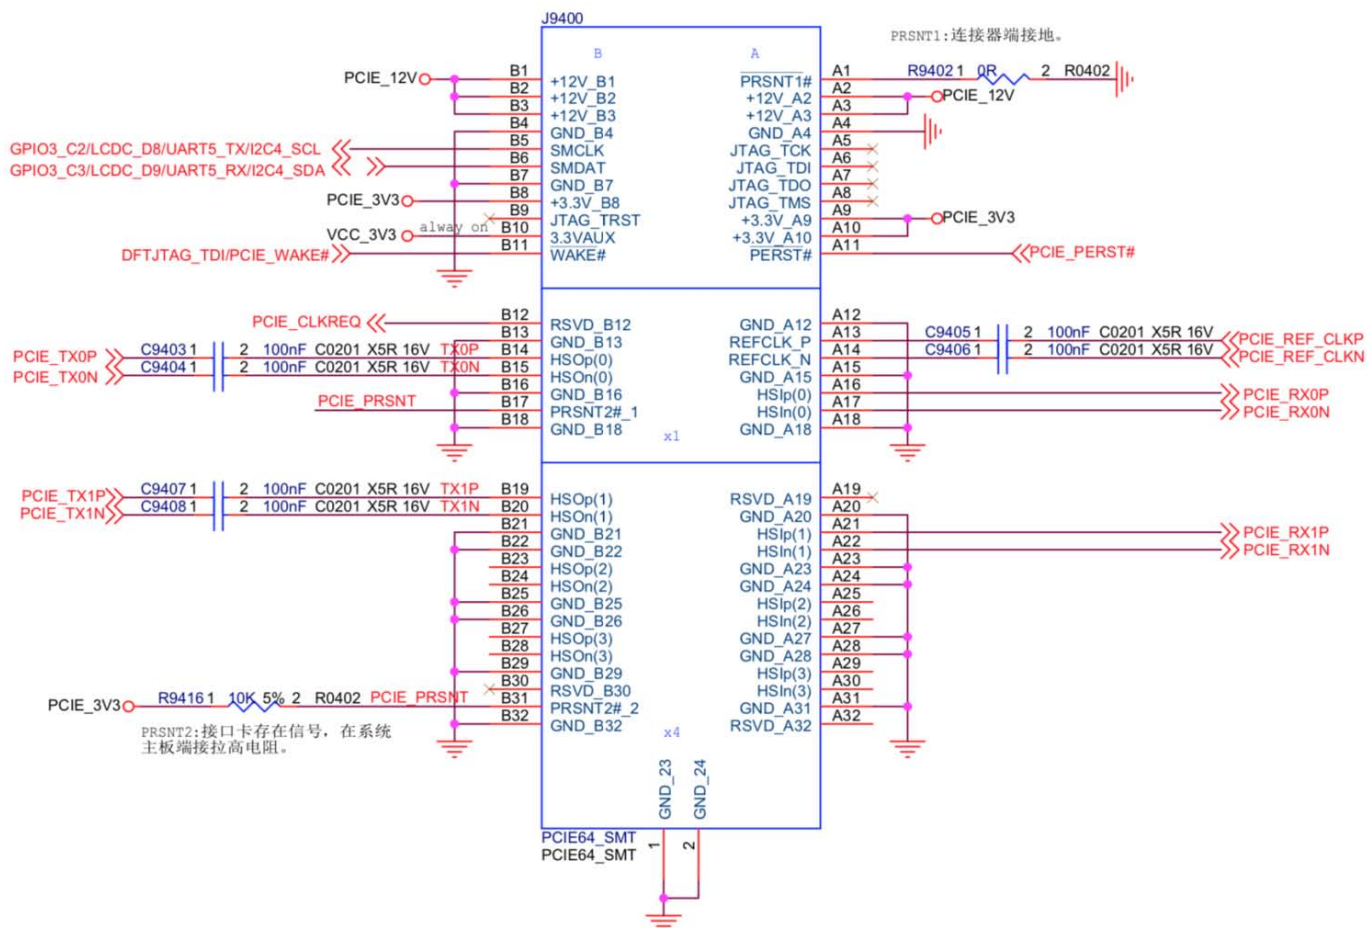 J9400
PRSNT1:连接器端接地。
B A
PCIE_12V B1 +12V_B1 PRSNT1# A1 R9402 1 0R 2 R0402
B2 +12V_B2 +12V_A2 A2 PCIE_12V
B3 +12V_B3 +12V_A3 A3
B4 GND_B4 GND_A4 A4
GPIO3_C2/LCDC_D8/UART5_TX/I2C4_SCL B5 SMCLK JTAG_TCK A5
GPIO3_C3/LCDC_D9/UART5_RX/I2C4_SDA B6 SMDAT JTAG_TDI A6
B7 GND_B7 JTAG_TDO A7
PCIE_3V3 B8 +3.3V_B8 JTAG_TMS A8
B9 JTAG_TRST +3.3V_A9 A9 PCIE_3V3
VCC_3V3 alway on B10 3.3VAUX +3.3V_A10 A10
DFTJTAG_TDI/PCIE_WAKE# B11 WAKE# PERST# A11 PCIE_PERST#
PCIE_CLKREQ B12 RSVD_B12 GND_A12 A12
B13 GND_B13 REFCLK_P A13 C9405 1 2 100nF C0201 X5R 16V PCIE_REF_CLKP
PCIE_TX0P C9403 1 2 100nF C0201 X5R 16V TX0P B14 HSOp(0) REFCLK_N A14 C9406 1 2 100nF C0201 X5R 16V PCIE_REF_CLKN
PCIE_TX0N C9404 1 2 100nF C0201 X5R 16V TX0N B15 HSOn(0) GND_A15 A15
B16 GND_B16 HSIp(0) A16 PCIE_RX0P
PCIE_PRSNT B17 PRSNT2#_1 HSIn(0) A17 PCIE_RX0N
B18 GND_B18 GND_A18 A18
x1
PCIE_TX1P C9407 1 2 100nF C0201 X5R 16V TX1P B19 HSOp(1) RSVD_A19 A19
PCIE_TX1N C9408 1 2 100nF C0201 X5R 16V TX1N B20 HSOn(1) GND_A20 A20
B21 GND_B21 HSIp(1) A21 PCIE_RX1P
B22 GND_B22 HSIn(1) A22 PCIE_RX1N
B23 HSOp(2) GND_A23 A23
B24 HSOn(2) GND_A24 A24
B25 GND_B25 HSIp(2) A25
B26 GND_B26 HSIn(2) A26
B27 HSOp(3) GND_A27 A27
B28 HSOn(3) GND_A28 A28
B29 GND_B29 HSIp(3) A29
B30 RSVD_B30 HSIn(3) A30
PCIE_3V3 R9416 1 10K 5% 2 R0402 PCIE_PRSNT B31 PRSNT2#_2 GND_A31 A31
B32 GND_B32 RSVD_A32 A32
x4
PRSNT2:接口卡存在信号，在系统
主板端接拉高电阻。
GND_23 GND_24
PCIE64_SMT
PCIE64_SMT
1 2